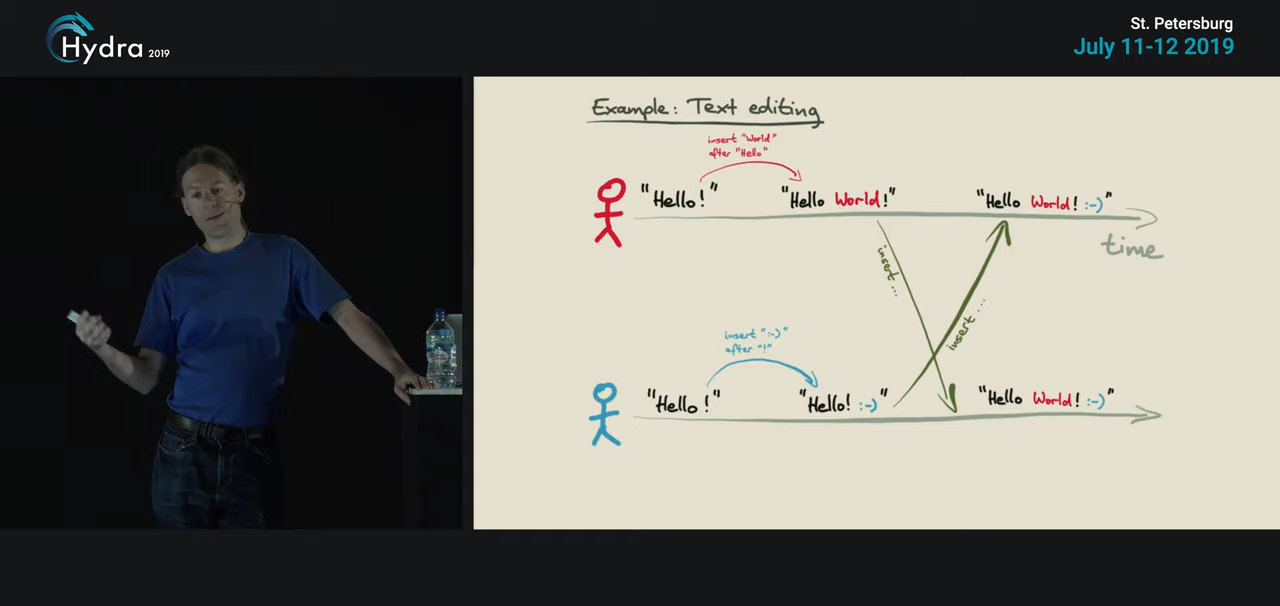 Hydra 2019
St. Petersburg
July 11-12 2019
Example: Text editing
insert "World"
after "Hello"
"Hello!"
"Hello World!"
"Hello World! :-)"
time
insert ...
insert ...
insert ":-)"
after "!"
"Hello!"
"Hello! :-)"
"Hello World! :-)"